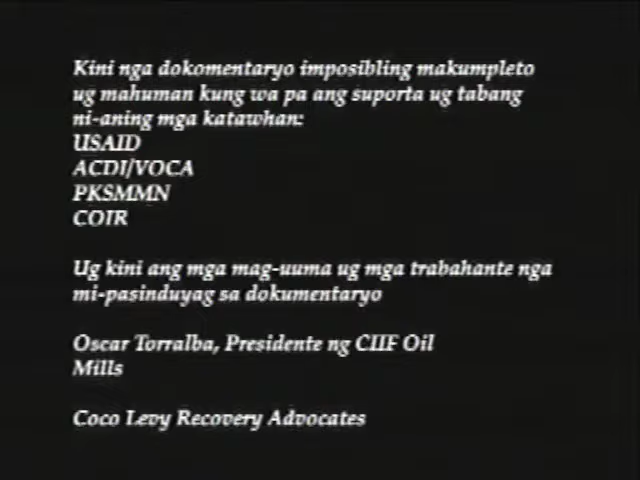 Kini nga dokomentaryo imposibling makumpleto
ug mahuman kung wa pa ang suporta ug tabang
ni-aning mga katawhan:
USAID
ACDI/VOCA
PKSMMN
COIR
Ug kini ang mga mag-uuma ug mga trabahante nga
mi-pasinduyag sa dokumentaryo
Oscar Torralba, Presidente ng CIIF Oil
Mills
Coco Levy Recovery Advocates